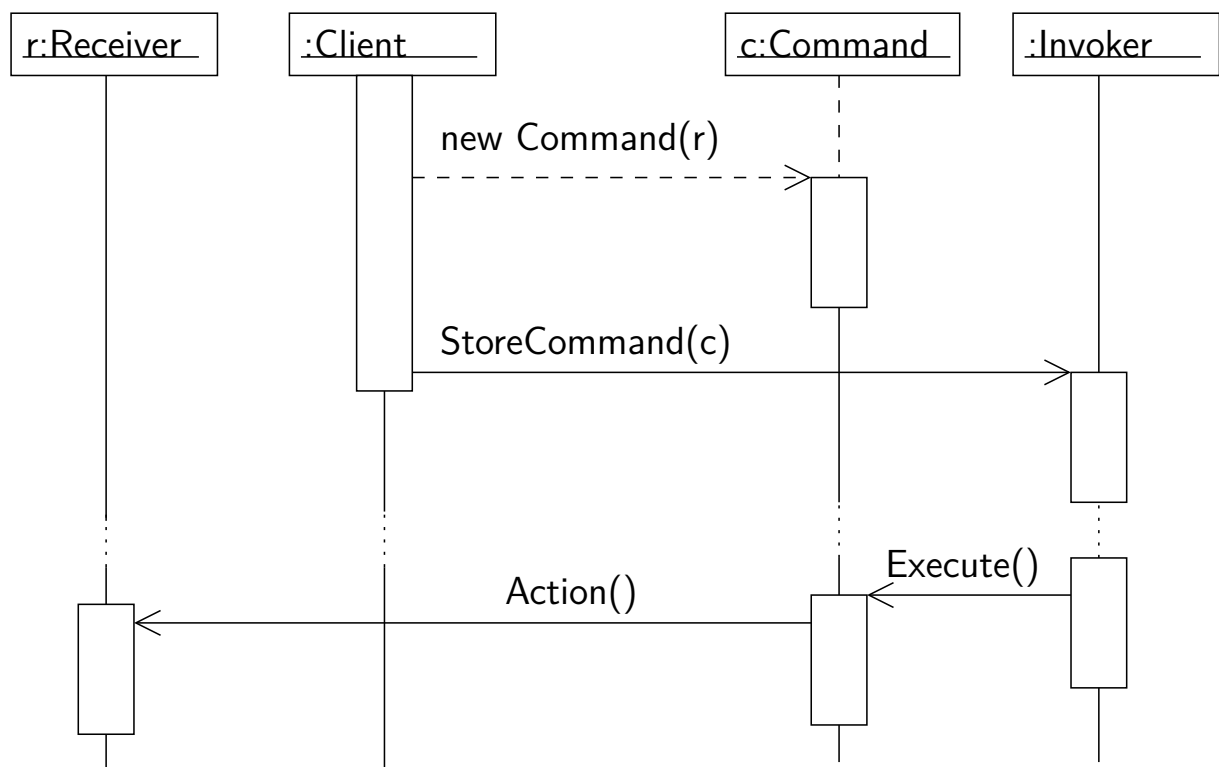 r:Receiver
:Client
c:Command
:Invoker
new Command(r)
StoreCommand(c)
Execute()
Action()